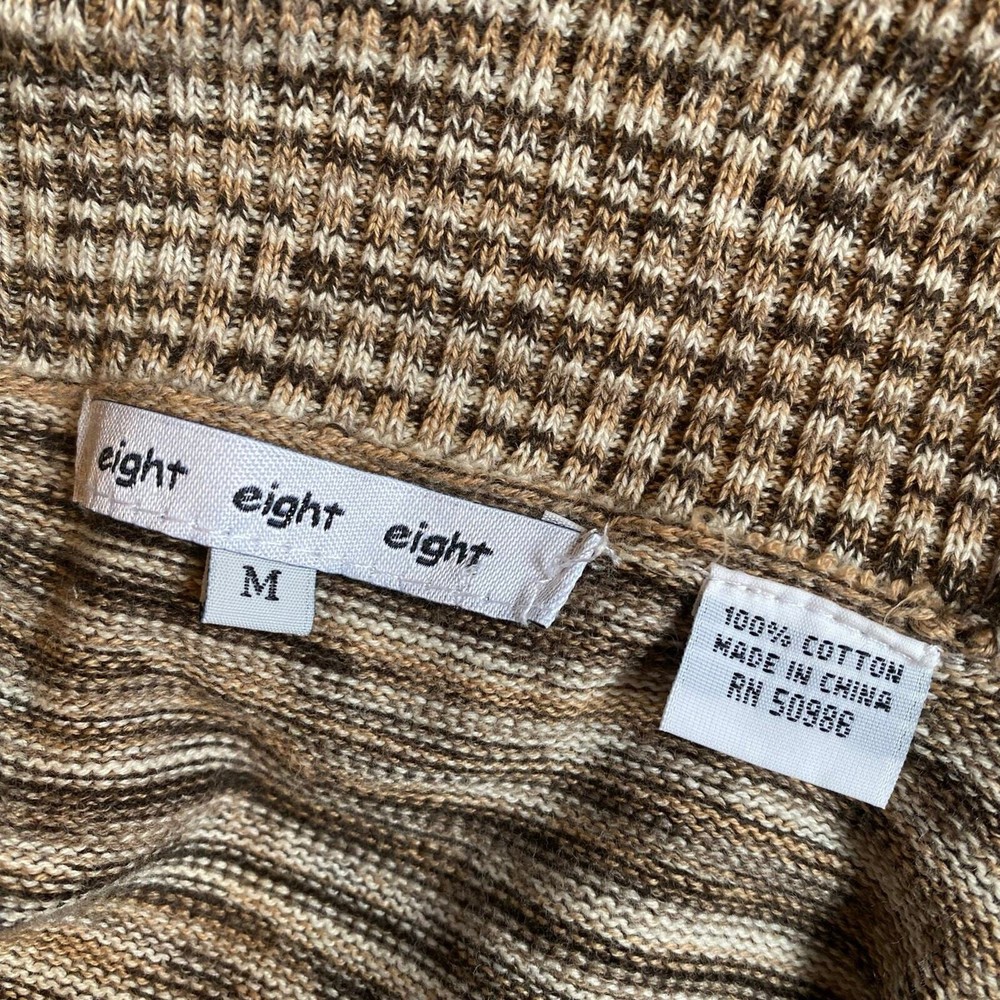 eight eight eight
M
100% COTTON
MADE IN CHINA
RN 50986